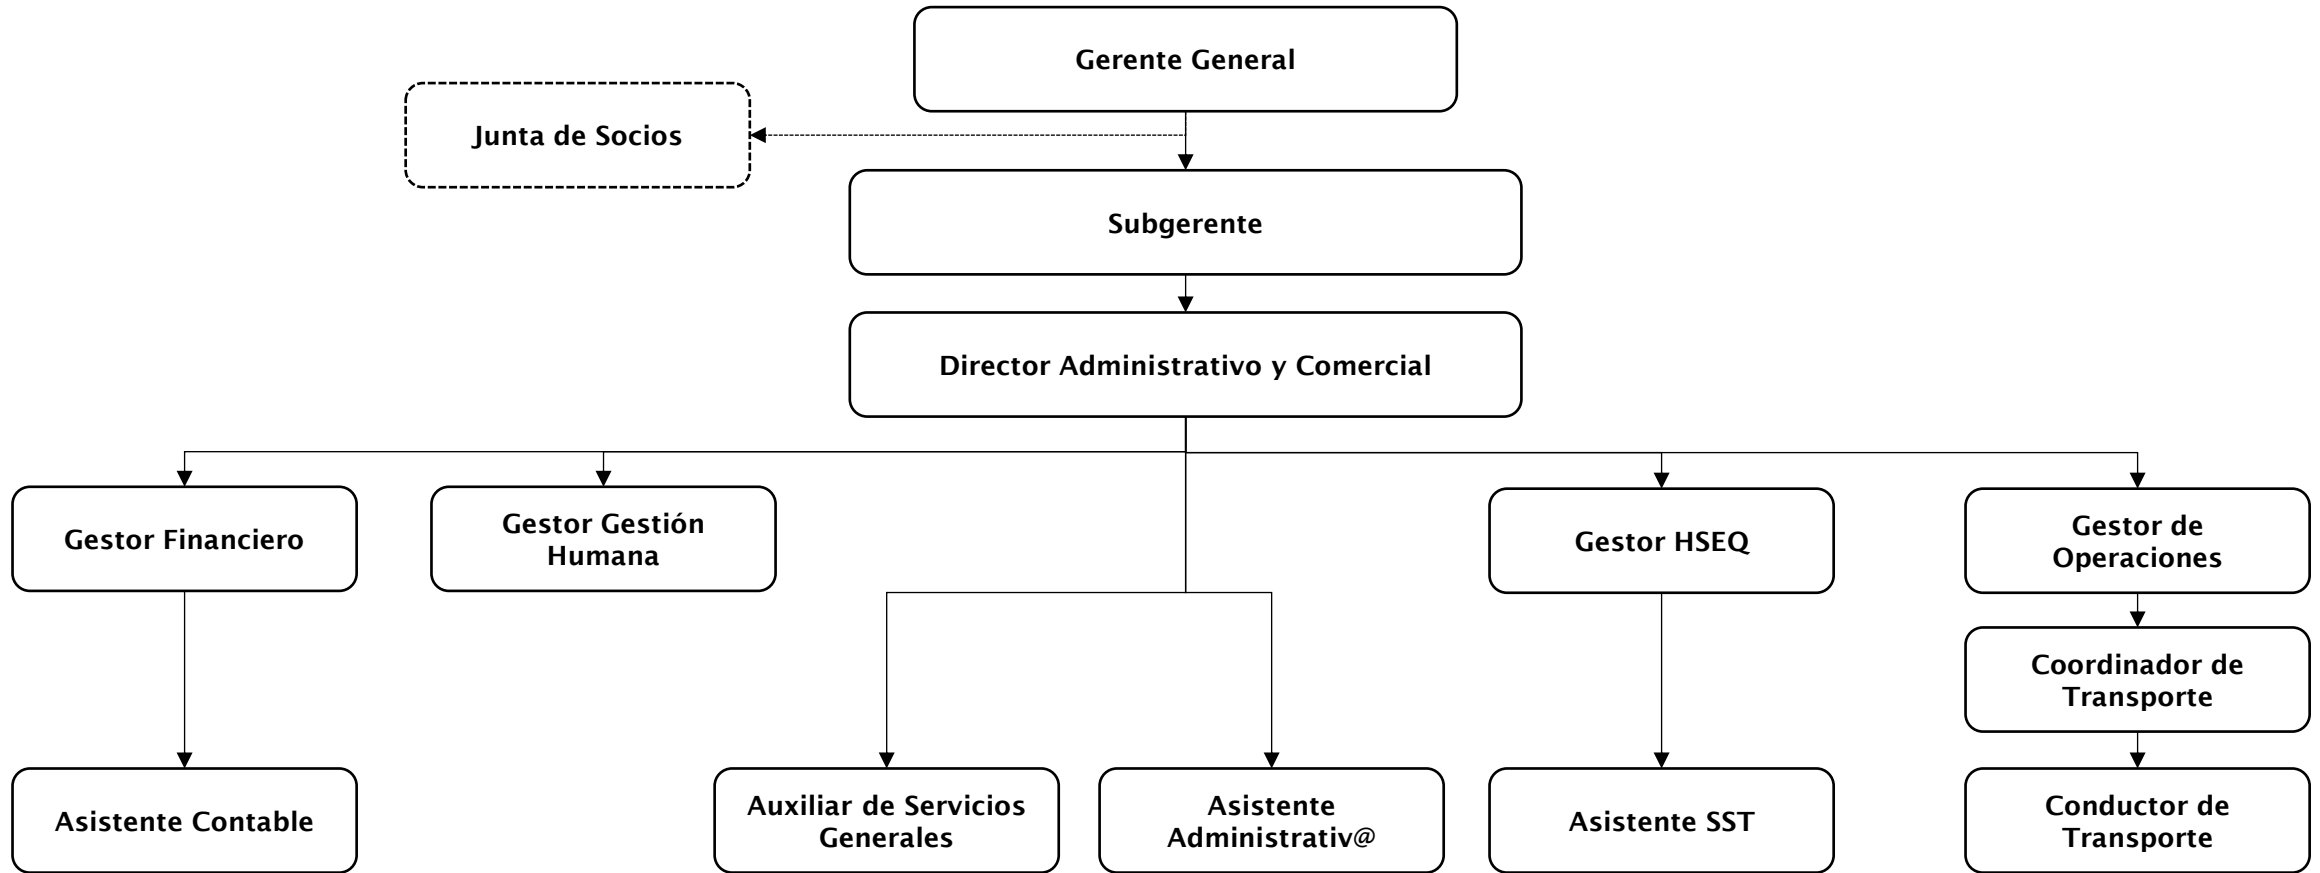 Gerente General
Junta de Socios
Subgerente
Director Administrativo y Comercial
Gestor Financiero
Gestor Gestión
Humana
Gestor HSEQ
Gestor de
Operaciones
Coordinador de
Transporte
Asistente Contable
Auxiliar de Servicios
Generales
Asistente
Administrativ@
Asistente SST
Conductor de
Transporte